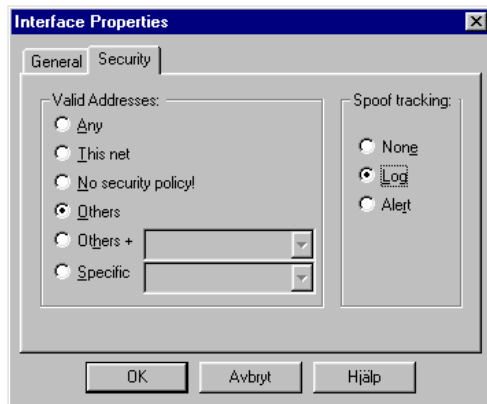 Interface Properties
General Security
Valid Addresses:
Any
This net
No security policy!
Others
Others +
Specific
Spoof tracking:
None
Log
Alert
OK Avbryt Hjälp